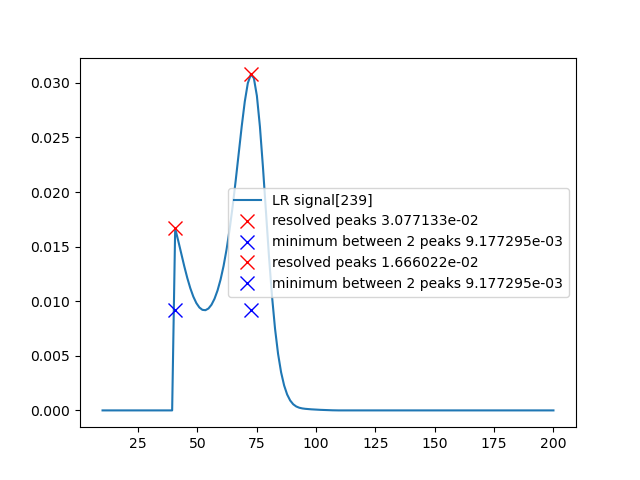 0.030
0.025
0.020
0.015
0.010
0.005
0.000
LR signal[239]
resolved peaks 3.077133e-02
minimum between 2 peaks 9.177295e-03
resolved peaks 1.666022e-02
minimum between 2 peaks 9.177295e-03
25 50 75 100 125 150 175 200